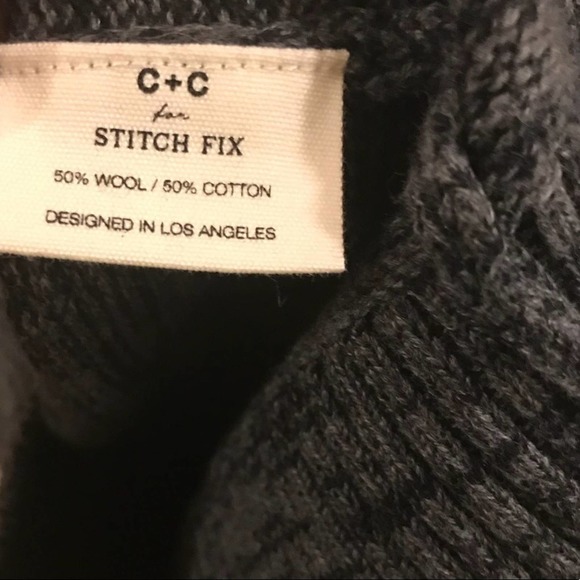 C+C
for
STITCH FIX
50% WOOL / 50% COTTON
DESIGNED IN LOS ANGELES